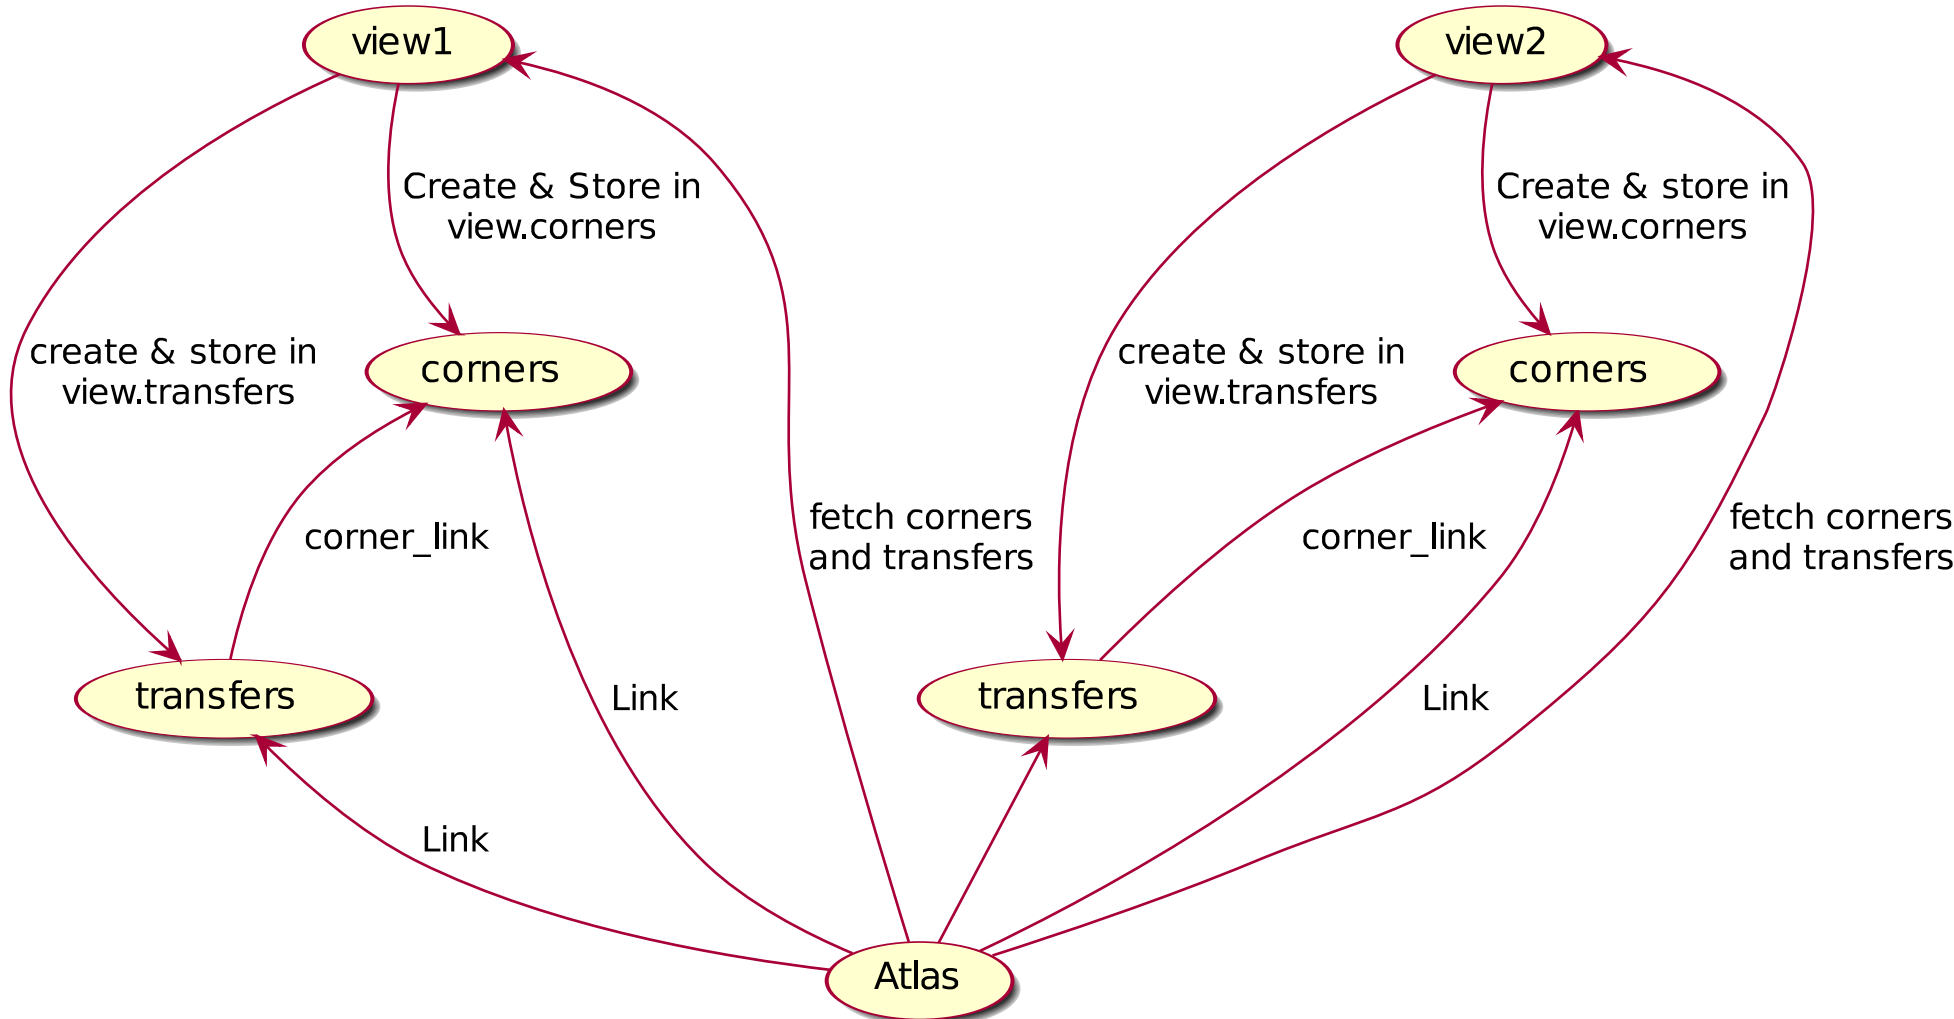 view1
view2
Create & Store in
view.corners
Create & store in
view.corners
create & store in
view.transfers
corners
create & store in
view.transfers
corners
corner_link
fetch corners
and transfers
corner_link
fetch corners
and transfers
transfers
Link
transfers
Link
Link
Atlas